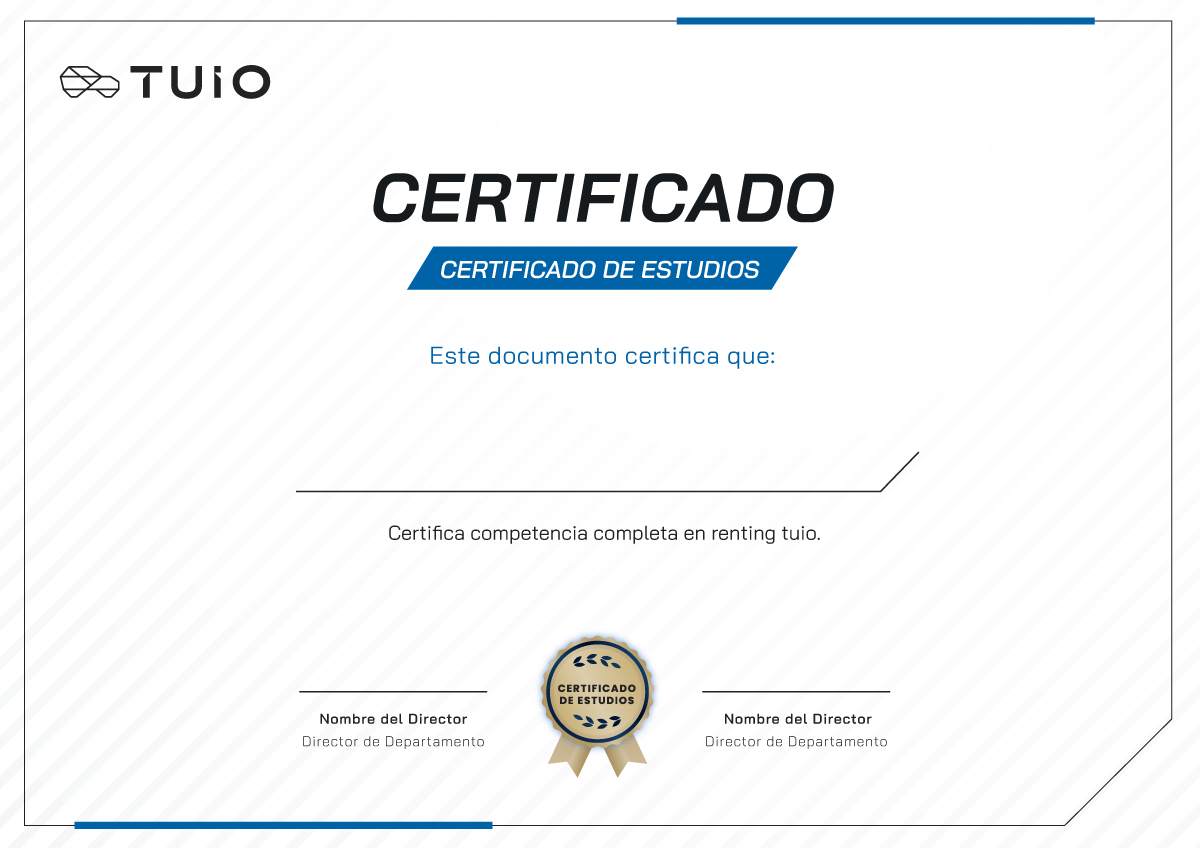 TUiO
CERTIFICADO
CERTIFICADO DE ESTUDIOS
Este documento certifica que:
Certifica competencia completa en renting tuio.
CERTIFICADO
DE ESTUDIOS
Nombre del Director
Director de Departamento
Nombre del Director
Director de Departamento